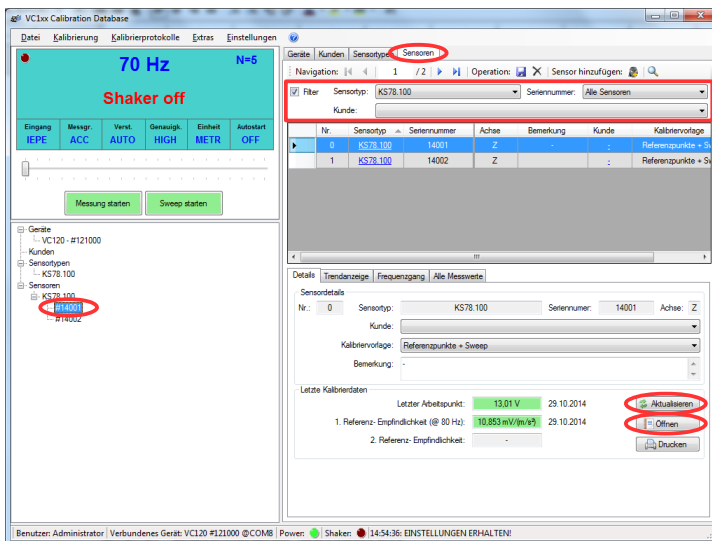 VC1xx Calibration Database
Datei Kalibrierung Kalibrierprotokolle Extras Einstellungen
70 Hz N=5
Shaker off
Eingang Messgr. Verst. Genauigk. Einheit Autostart
IEPE ACC AUTO HIGH METR OFF
Messung starten Sweep starten
Geräte
VC120 - #121000
Kunden
Sensortypen
KS78.100
Sensoren
KS78.100
#14001
#14002
Geräte Kunden Sensortypen Sensoren
Navigation: 1 / 2 Operation: Sensor hinzufügen:
Filter Sensortyp: KS78.100 Seriennummer: Alle Sensoren
Kunde:
Nr. Sensortyp Seriennummer Achse Bemerkung Kunde Kalibriervorlage
0 KS78.100 14001 Z - - Referenzpunkte + Sw
1 KS78.100 14002 Z - Referenzpunkte + Sw
Details Trendanzeige Frequenzgang Alle Messwerte
Sensordetails
Nr.: 0 Sensortyp: KS78.100 Seriennumer: 14001 Achse: Z
Kunde:
Kalibriervorlage: Referenzpunkte + Sweep
Bemerkung: -
Letzte Kalibrierdaten
Letzter Arbeitspunkt: 13,01 V 29.10.2014 Aktualisieren
1. Referenz- Empfindlichkeit (@ 80 Hz): 10,853 mV/(m/s²) 29.10.2014 Öffnen
2. Referenz- Empfindlichkeit: - Drucken
Benutzer: Administrator Verbundenes Gerät: VC120 #121000 @COM8 Power: Shaker: 14:54:36: EINSTELLUNGEN ERHALTEN!